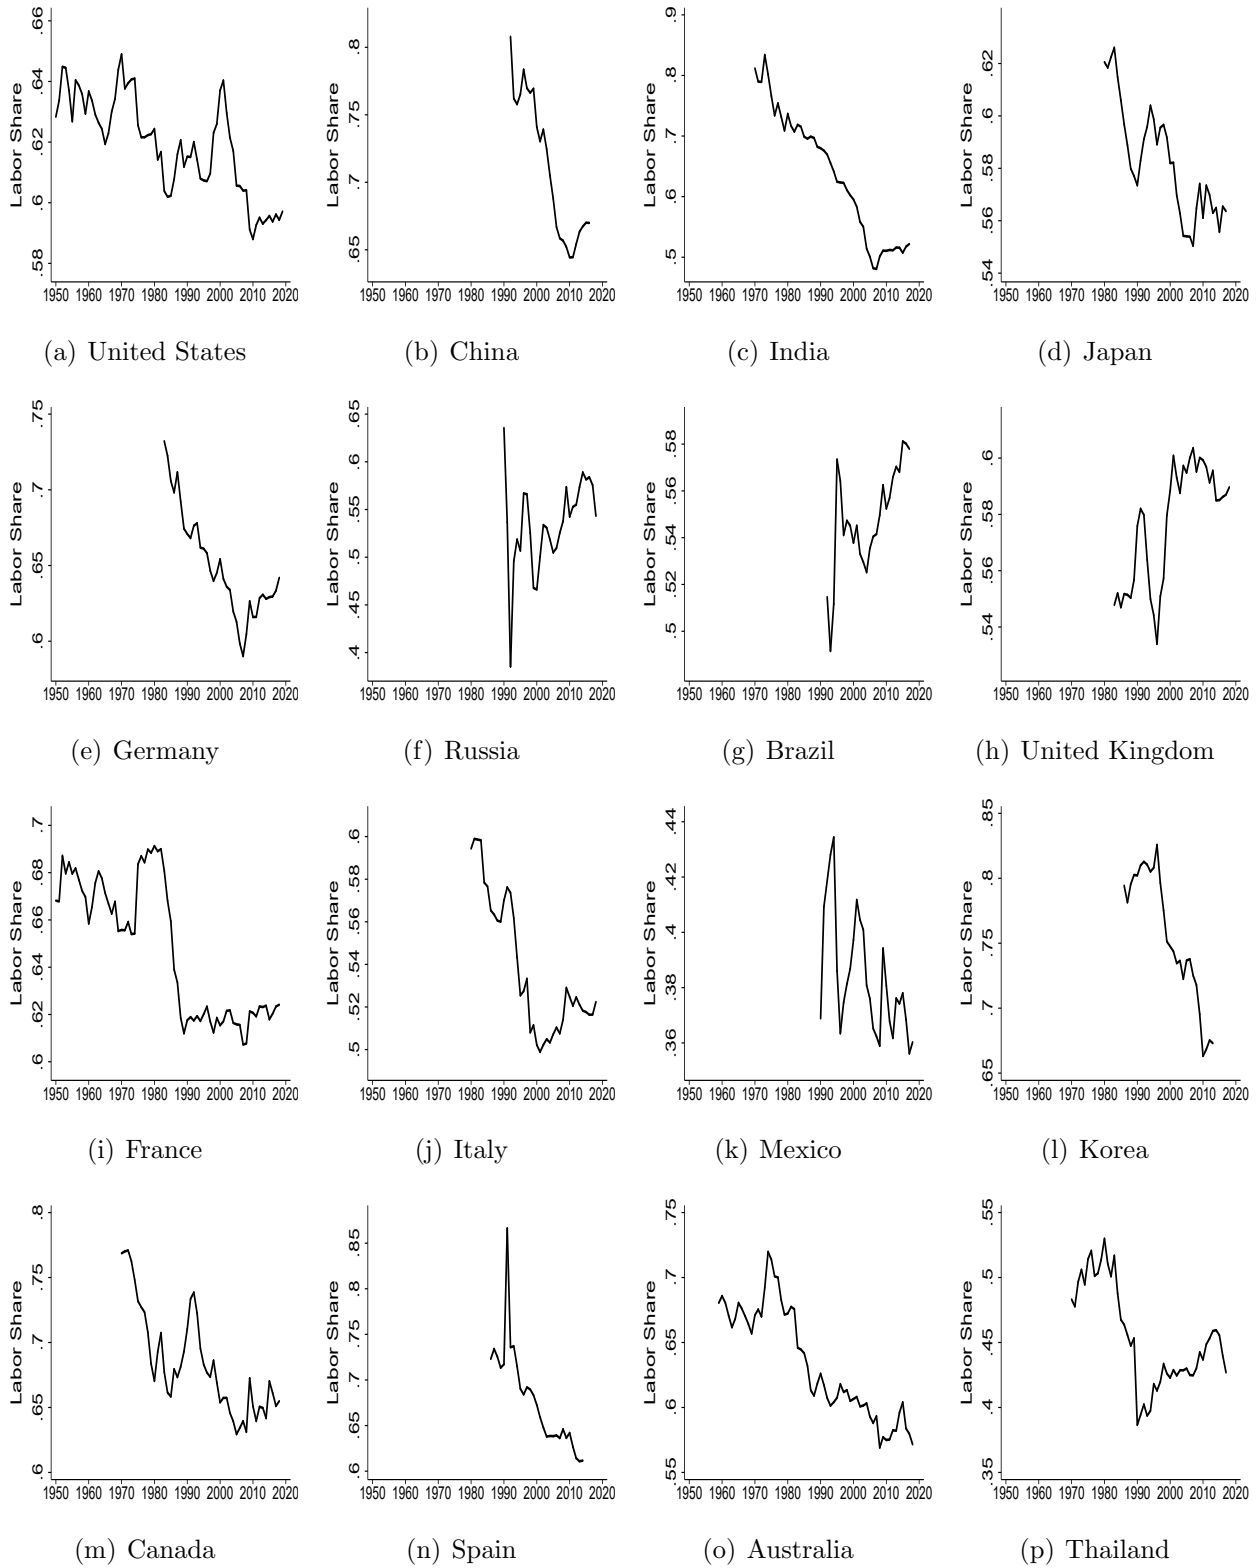 Labor Share
.66
.64
.62
.6
.58
1950 1960 1970 1980 1990 2000 2010 2020
(a) United States
Labor Share
.8
.75
.7
.65
1950 1960 1970 1980 1990 2000 2010 2020
(b) China
Labor Share
.9
.8
.7
.6
.5
1950 1960 1970 1980 1990 2000 2010 2020
(c) India
Labor Share
.62
.6
.58
.56
.54
1950 1960 1970 1980 1990 2000 2010 2020
(d) Japan
Labor Share
.75
.7
.65
.6
1950 1960 1970 1980 1990 2000 2010 2020
(e) Germany
Labor Share
.65
.6
.55
.5
.45
.4
1950 1960 1970 1980 1990 2000 2010 2020
(f) Russia
Labor Share
.58
.56
.54
.52
.5
1950 1960 1970 1980 1990 2000 2010 2020
(g) Brazil
Labor Share
.6
.58
.56
.54
1950 1960 1970 1980 1990 2000 2010 2020
(h) United Kingdom
Labor Share
.7
.68
.66
.64
.62
.6
1950 1960 1970 1980 1990 2000 2010 2020
(i) France
Labor Share
.6
.58
.56
.54
.52
.5
1950 1960 1970 1980 1990 2000 2010 2020
(j) Italy
Labor Share
.44
.42
.4
.38
.36
1950 1960 1970 1980 1990 2000 2010 2020
(k) Mexico
Labor Share
.85
.8
.75
.7
.65
1950 1960 1970 1980 1990 2000 2010 2020
(l) Korea
Labor Share
.8
.75
.7
.65
.6
1950 1960 1970 1980 1990 2000 2010 2020
(m) Canada
Labor Share
.85
.8
.75
.7
.65
.6
1950 1960 1970 1980 1990 2000 2010 2020
(n) Spain
Labor Share
.75
.7
.65
.6
.55
1950 1960 1970 1980 1990 2000 2010 2020
(o) Australia
Labor Share
.55
.5
.45
.4
.35
1950 1960 1970 1980 1990 2000 2010 2020
(p) Thailand